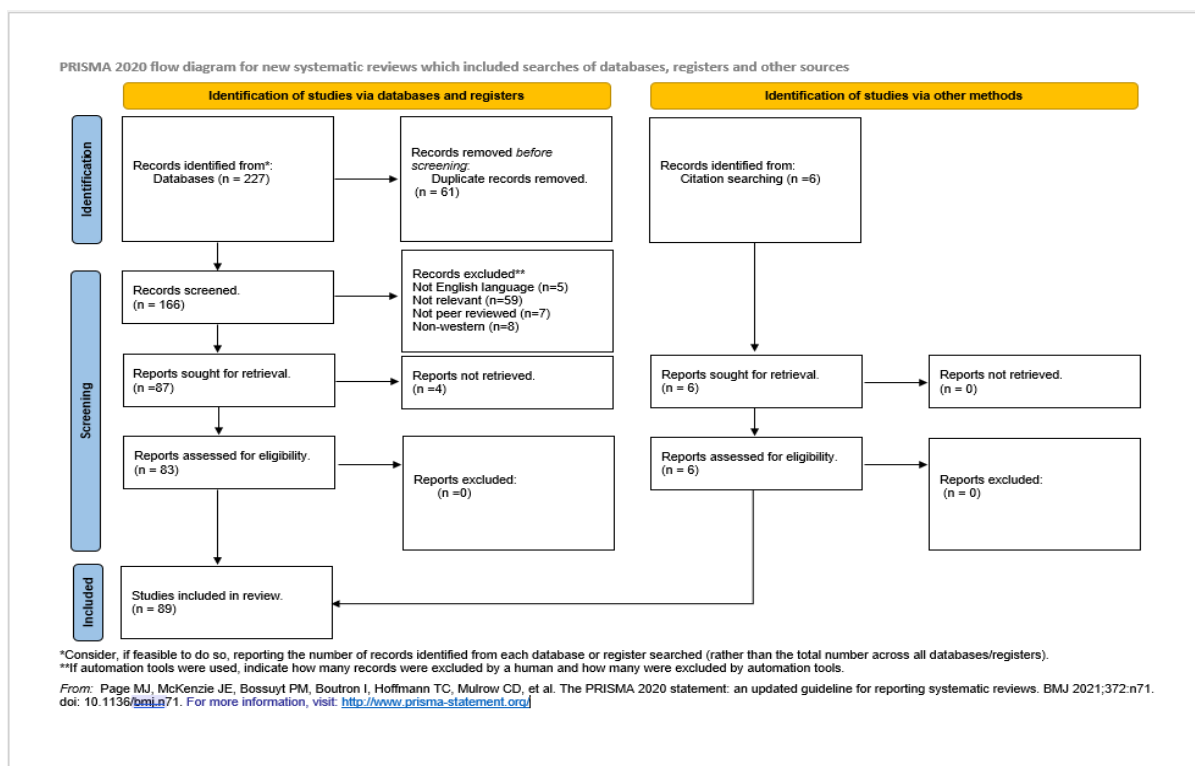 PRISMA 2020 flow diagram for new systematic reviews which included searches of databases, registers and other sources
Identification of studies via databases and registers
Identification of studies via other methods
Identification
Records identified from*:
Databases (n = 227)
Records removed before
screening:
Duplicate records removed.
(n = 61)
Records identified from:
Citation searching (n =6)
Screening
Records screened.
(n = 166)
Records excluded**
Not English language (n=5)
Not relevant (n=59)
Not peer reviewed (n=7)
Non-western (n=8)
Reports sought for retrieval.
(n =87)
Reports not retrieved.
(n =4)
Reports sought for retrieval.
(n = 6)
Reports not retrieved.
(n = 0)
Reports assessed for eligibility.
(n = 83)
Reports excluded:
(n =0)
Reports assessed for eligibility.
(n = 6)
Reports excluded:
(n = 0)
Included
Studies included in review.
(n = 89)
*Consider, if feasible to do so, reporting the number of records identified from each database or register searched (rather than the total number across all databases/registers).
**If automation tools were used, indicate how many records were excluded by a human and how many were excluded by automation tools.
From: Page MJ, McKenzie JE, Bossuyt PM, Boutron I, Hoffmann TC, Mulrow CD, et al. The PRISMA 2020 statement: an updated guideline for reporting systematic reviews. BMJ 2021;372:n71.
doi: 10.1136/bmj.n71. For more information, visit: http://www.prisma-statement.org/